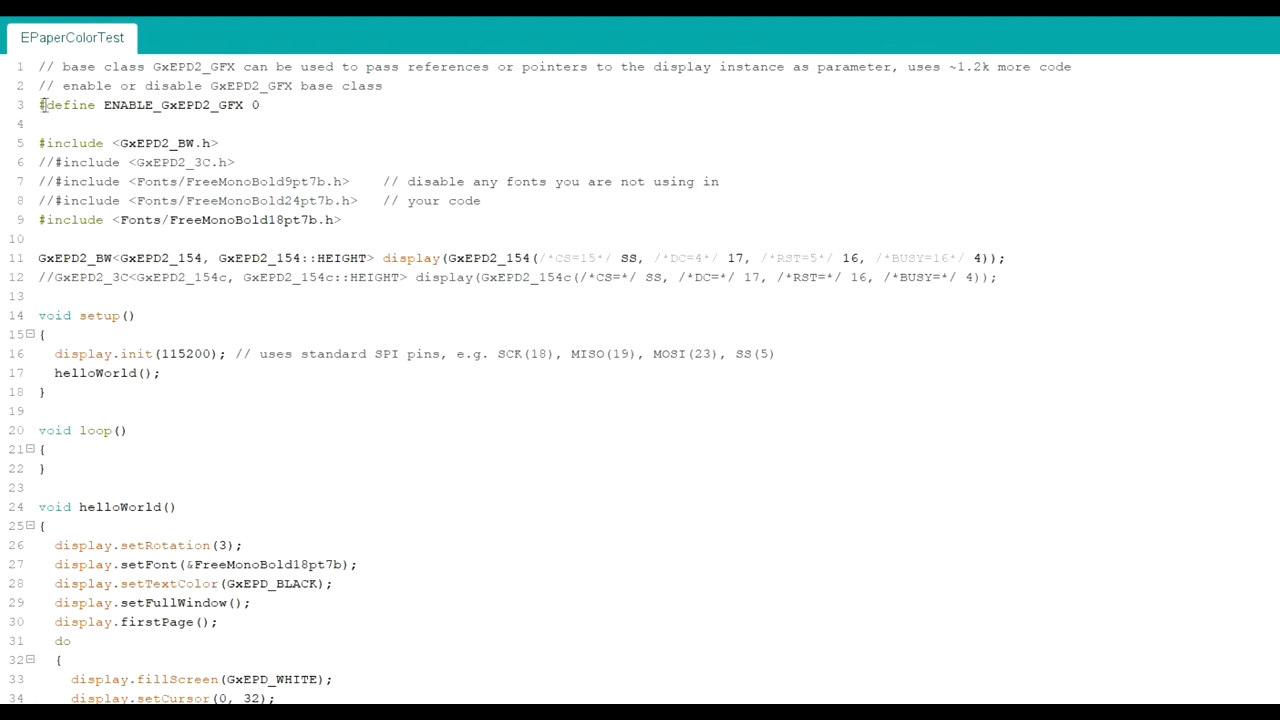 EPaperColorTest
1 // base class GxEPD2_GFX can be used to pass references or pointers to the display instance as parameter, uses ~1.2k more code
2 // enable or disable GxEPD2_GFX base class
3 #define ENABLE_GxEPD2_GFX 0
4
5 #include <GxEPD2_BW.h>
6 //#include <GxEPD2_3C.h>
7 //#include <Fonts/FreeMonoBold9pt7b.h>    // disable any fonts you are not using in
8 //#include <Fonts/FreeMonoBold24pt7b.h>   // your code
9 #include <Fonts/FreeMonoBold18pt7b.h>
10
11 GxEPD2_BW<GxEPD2_154, GxEPD2_154::HEIGHT> display(GxEPD2_154(/*CS=15*/ SS, /*DC=4*/ 17, /*RST=5*/ 16, /*BUSY=16*/ 4));
12 //GxEPD2_3C<GxEPD2_154c, GxEPD2_154c::HEIGHT> display(GxEPD2_154c(/*CS=*/ SS, /*DC=*/ 17, /*RST=*/ 16, /*BUSY=*/ 4));
13
14 void setup()
15 {
16   display.init(115200); // uses standard SPI pins, e.g. SCK(18), MISO(19), MOSI(23), SS(5)
17   helloWorld();
18 }
19
20 void loop()
21 {
22 }
23
24 void helloWorld()
25 {
26   display.setRotation(3);
27   display.setFont(&FreeMonoBold18pt7b);
28   display.setTextColor(GxEPD_BLACK);
29   display.setFullWindow();
30   display.firstPage();
31   do
32   {
33     display.fillScreen(GxEPD_WHITE);
34     display.setCursor(0, 32);